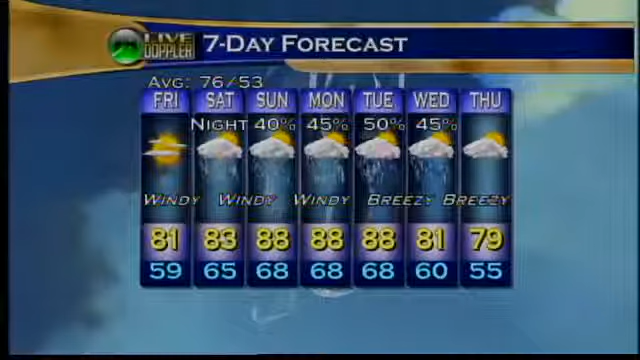 LIVE DOPPLER
7-DAY FORECAST
AVG: 76/53
FRI SAT SUN MON TUE WED THU
NIGHT 40% 45% 50% 45%
WINDY WINDY WINDY BREEZY BREEZY
81 83 88 88 88 81 79
59 65 68 68 68 60 55